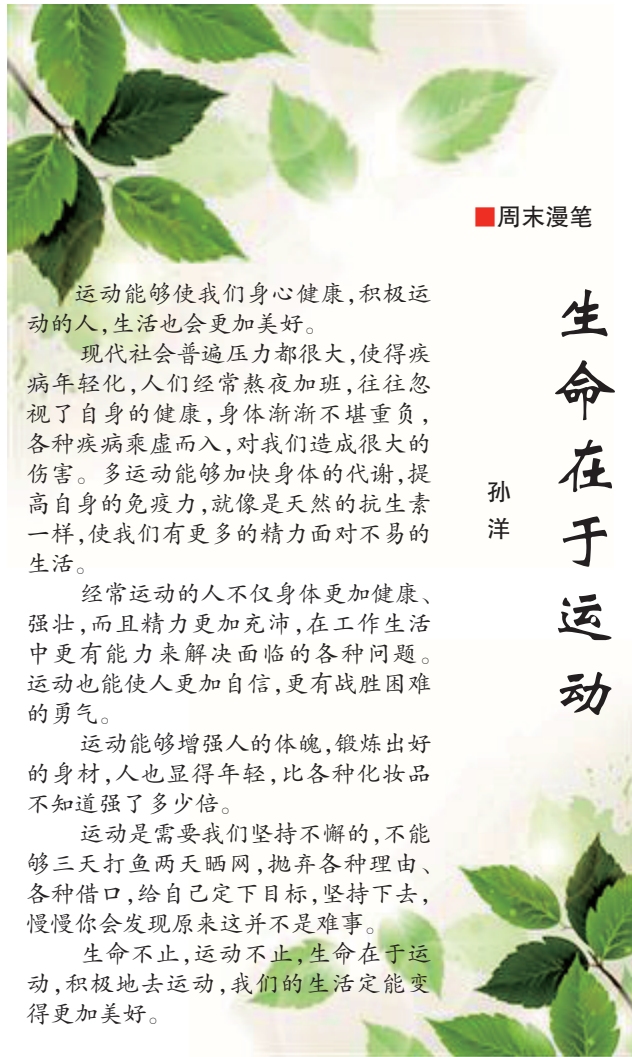 ■周末漫笔
生命在于运动
孙洋
运动能够使我们身心健康,积极运
动的人,生活也会更加美好。
现代社会普遍压力都很大,使得疾
病年轻化,人们经常熬夜加班,往往忽
视了自身的健康,身体渐渐不堪重负,
各种疾病乘虚而入,对我们造成很大的
伤害。多运动能够加快身体的代谢,提
高自身的免疫力,就像是天然的抗生素
一样,使我们有更多的精力面对不易的
生活。
经常运动的人不仅身体更加健康、
强壮,而且精力更加充沛,在工作生活
中更有能力来解决面临的各种问题。
运动也能使人更加自信,更有战胜困难
的勇气。
运动能够增强人的体魄,锻炼出好
的身材,人也显得年轻,比各种化妆品
不知道强了多少倍。
运动是需要我们坚持不懈的,不能
够三天打鱼两天晒网,抛弃各种理由、
各种借口,给自己定下目标,坚持下去,
慢慢你会发现原来这并不是难事。
生命不止,运动不止,生命在于运
动,积极地去运动,我们的生活定能变
得更加美好。